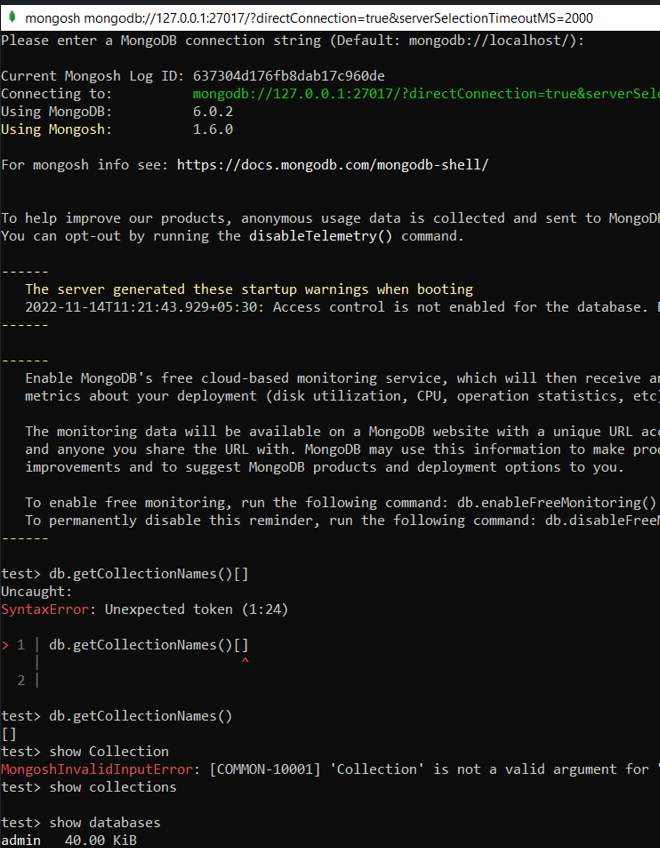 mongosh mongodb://127.0.0.1:27017/?directConnection=true&serverSelectionTimeoutMS=2000
Please enter a MongoDB connection string (Default: mongodb://localhost/):
Current Mongosh Log ID: 637304d176fb8dab17c960de
Connecting to: mongodb://127.0.0.1:27017/?directConnection=true&serverSele
Using MongoDB: 6.0.2
Using Mongosh: 1.6.0
For mongosh info see: https://docs.mongodb.com/mongodb-shell/
To help improve our products, anonymous usage data is collected and sent to MongoDB
You can opt-out by running the disableTelemetry() command.
------
The server generated these startup warnings when booting
2022-11-14T11:21:43.929+05:30: Access control is not enabled for the database.
------
------
Enable MongoDB's free cloud-based monitoring service, which will then receive an
metrics about your deployment (disk utilization, CPU, operation statistics, etc)
The monitoring data will be available on a MongoDB website with a unique URL acc
and anyone you share the URL with. MongoDB may use this information to make prod
improvements and to suggest MongoDB products and deployment options to you.
To enable free monitoring, run the following command: db.enableFreeMonitoring()
To permanently disable this reminder, run the following command: db.disableFreeM
------
test> db.getCollectionNames()[]
Uncaught:
SyntaxError: Unexpected token (1:24)
> 1 | db.getCollectionNames()[]
| ^
2 |
test> db.getCollectionNames()
[]
test> show Collection
MongoshInvalidInputError: [COMMON-10001] 'Collection' is not a valid argument for "
test> show collections
test> show databases
admin 40.00 KiB